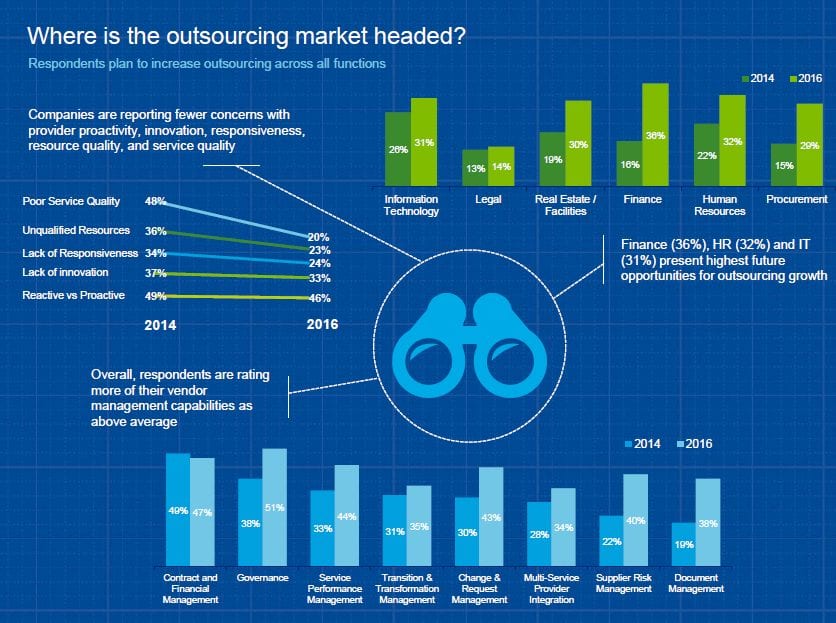 Where is the outsourcing market headed?
Respondents plan to increase outsourcing across all functions
Companies are reporting fewer concerns with
provider proactivity, innovation, responsiveness,
resource quality, and service quality
2014 2016
26% 31% 13% 14% 19% 30% 16% 36% 22% 32% 15% 29%
Information
Technology
Legal
Real Estate /
Facilities
Finance
Human
Resources
Procurement
Poor Service Quality 48% 20%
Unqualified Resources 36% 23%
Lack of Responsiveness 34% 24%
Lack of innovation 37% 33%
Reactive vs Proactive 49% 46%
2014 2016
Finance (36%), HR (32%) and IT
(31%) present highest future
opportunities for outsourcing growth
Overall, respondents are rating
more of their vendor
management capabilities as
above average
2014 2016
49% 47% 38% 51% 33% 44% 31% 35% 30% 43% 28% 34% 22% 40% 19% 38%
Contract and
Financial
Management
Governance
Service
Performance
Management
Transition &
Transformation
Management
Change &
Request
Management
Multi-Service
Provider
Integration
Supplier Risk
Management
Document
Management